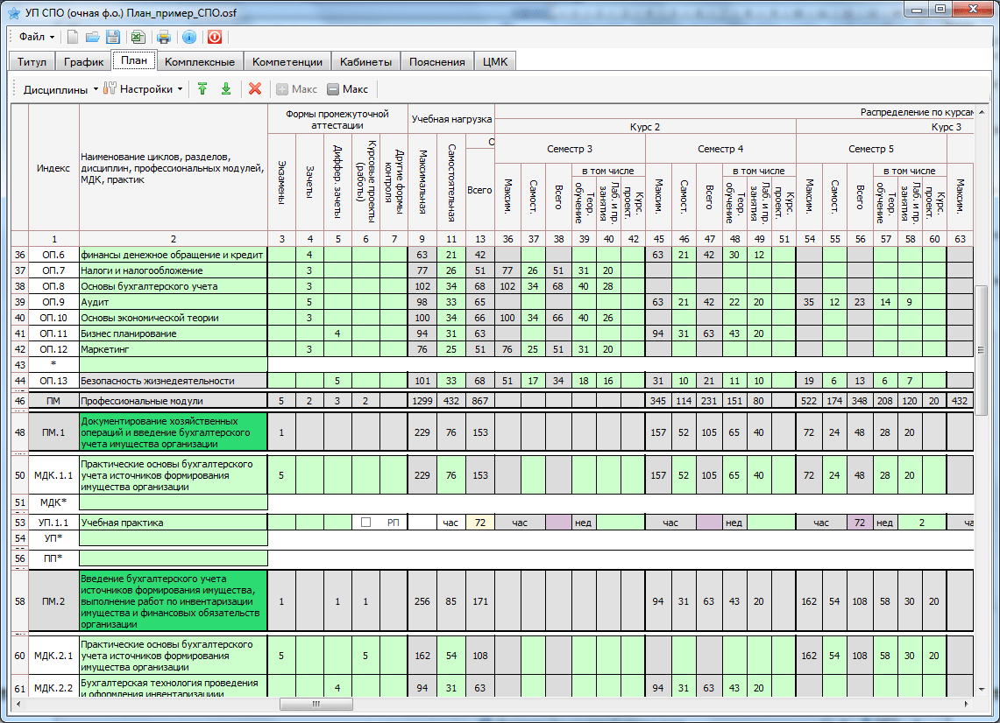 УП СПО (очная ф.о.) План_пример_СПО.osf
Файл
Титул График План Комплексные Компетенции Кабинеты Пояснения ЦМК
Дисциплины Настройки Макс Макс
Индекс
Наименование циклов, разделов,
дисциплин, профессиональных модулей,
МДК, практик
Формы промежуточной
аттестации
Экзамены
Зачеты
Диффер. зачеты
Курсовые проекты
(работы)
Другие формы
контроля
Учебная нагрузка
Максимальная
Самостоятельная
О
Всего
Распределение по курсам
Курс 2 Курс 3
Семестр 3 Семестр 4 Семестр 5
Максим. Самост. Всего
в том числе
Теор. обучение
Лаб. и пр. занятия
Курс. проект.
Максим. Самост. Всего
в том числе
Теор. обучение
Лаб. и пр. занятия
Курс. проект.
Максим. Самост. Всего
в том числе
Теор. обучение
Лаб. и пр. занятия
Курс. проект.
Максим.
1 2 3 4 5 6 7 9 11 13 36 37 38 39 40 42 45 46 47 48 49 51 54 55 56 57 58 60 63
36 ОП.6 финансы денежное обращение и кредит 4 63 21 42 63 21 42 30 12
37 ОП.7 Налоги и налогообложение 3 77 26 51 77 26 51 31 20
38 ОП.8 Основы бухгалтерского учета 3 102 34 68 102 34 68 40 28
39 ОП.9 Аудит 5 98 33 65 63 21 42 22 20 35 12 23 14 9
40 ОП.10 Основы экономической теории 3 100 34 66 100 34 66 40 26
41 ОП.11 Бизнес планирование 4 94 31 63 94 31 63 43 20
42 ОП.12 Маркетинг 3 76 25 51 76 25 51 31 20
43 *
44 ОП.13 Безопасность жизнедеятельности 5 101 33 68 51 17 34 18 16 31 10 21 11 10 19 6 13 6 7
46 ПМ Профессиональные модули 5 2 3 2 1299 432 867 345 114 231 151 80 522 174 348 208 120 20 432
48 ПМ.1 Документирование хозяйственных
операций и введение бухгалтерского
учета имущества организации 1 229 76 153 157 52 105 65 40 72 24 48 28 20
50 МДК.1.1 Практические основы бухгалтерского
учета источников формирования
имущества организации 5 229 76 153 157 52 105 65 40 72 24 48 28 20
51 МДК*
53 УП.1.1 Учебная практика РП час 72 час нед час нед час 72 нед 2 ча
54 УП*
56 ПП*
58 ПМ.2 Введение бухгалтерского учета
источников формирования имущества,
выполнение работ по инвентаризации
имущества и финансовых обязательств
организации 1 1 1 256 85 171 94 31 63 43 20 162 54 108 58 30 20
60 МДК.2.1 Практические основы бухгалтерского
учета источников формирования
имущества организации 5 5 162 54 108 162 54 108 58 30 20
61 МДК.2.2 Бухгалтерская технология проведения
и оформления инвентаризациии 4 94 31 63 94 31 63 43 20